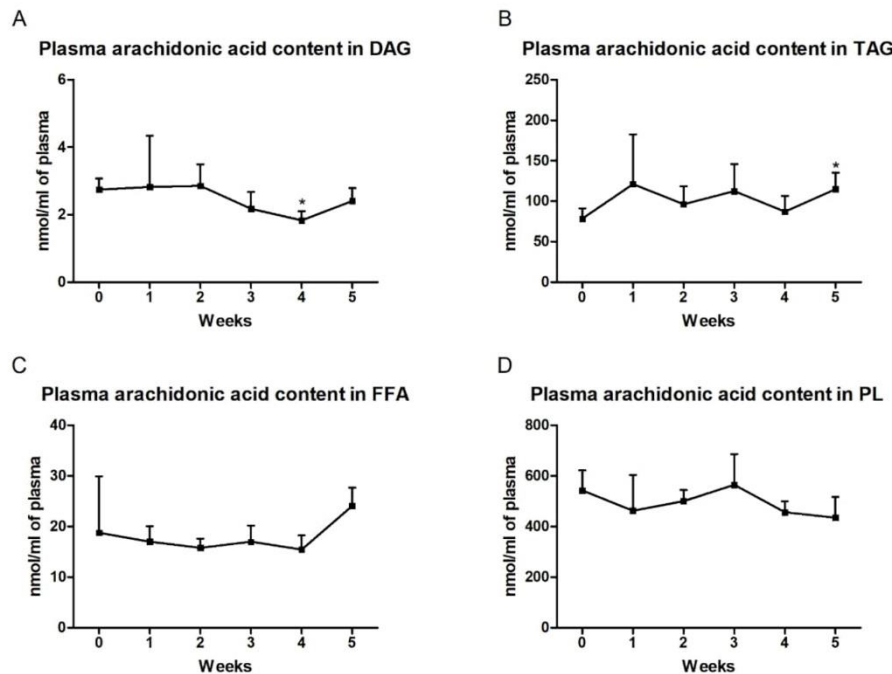 A
Plasma arachidonic acid content in DAG
nmol/ml of plasma
6
4
2
0
*
0 1 2 3 4 5
Weeks
B
Plasma arachidonic acid content in TAG
nmol/ml of plasma
250
200
150
100
50
0
*
0 1 2 3 4 5
Weeks
C
Plasma arachidonic acid content in FFA
nmol/ml of plasma
40
30
20
10
0
0 1 2 3 4 5
Weeks
D
Plasma arachidonic acid content in PL
nmol/ml of plasma
800
600
400
200
0
0 1 2 3 4 5
Weeks